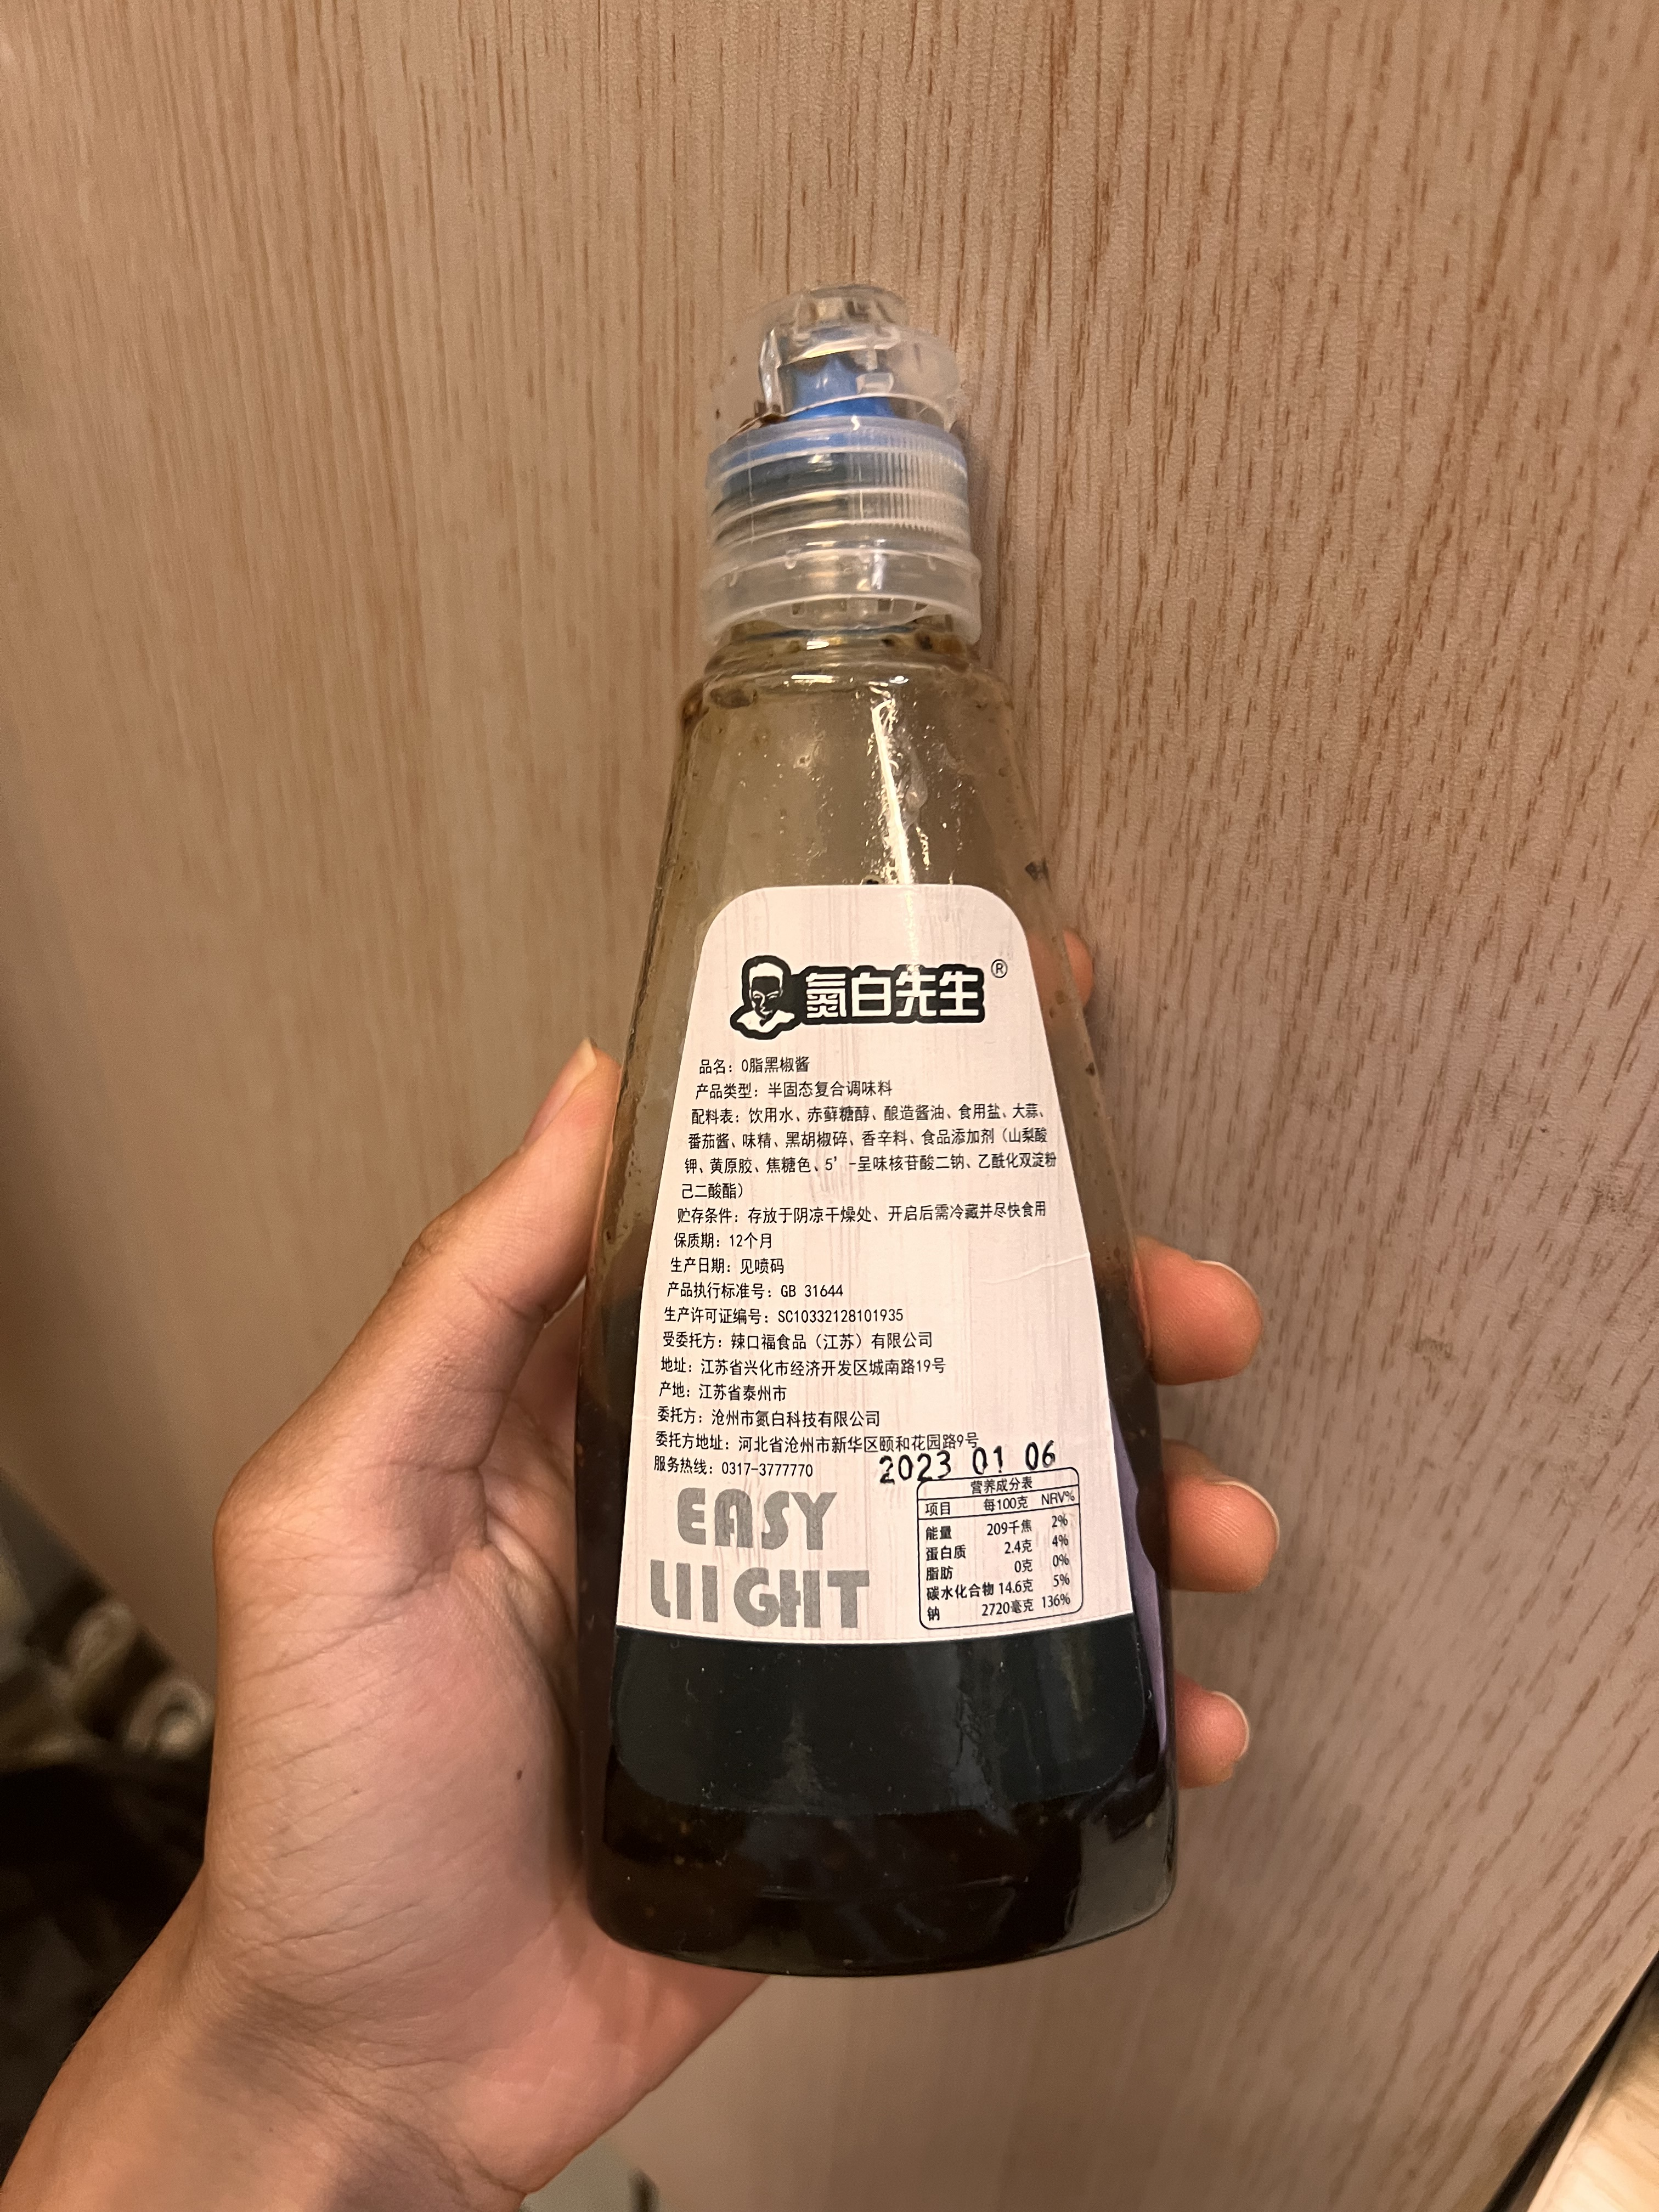 氮白先生®
品名：0脂黑椒酱
产品类型：半固态复合调味料
配料表：饮用水、赤藓糖醇、酿造酱油、食用盐、大蒜、
番茄酱、味精、黑胡椒碎、香辛料、食品添加剂（山梨酸
钾、黄原胶、焦糖色、5'-呈味核苷酸二钠、乙酰化双淀粉
己二酸酯）
贮存条件：存放于阴凉干燥处、开启后需冷藏并尽快食用
保质期：12个月
生产日期：见喷码
产品执行标准号：GB 31644
生产许可证编号：SC10332128101935
受委托方：辣口福食品（江苏）有限公司
地址：江苏省兴化市经济开发区城南路19号
产地：江苏省泰州市
委托方：沧州市氮白科技有限公司
委托方地址：河北省沧州市新华区颐和花园路9号
服务热线：0317-3777770
2023 01 06
EASY
LIIGHT
营养成分表
项目 每100克 NRV%
能量 209千焦 2%
蛋白质 2.4克 4%
脂肪 0克 0%
碳水化合物 14.6克 5%
钠 2720毫克 136%